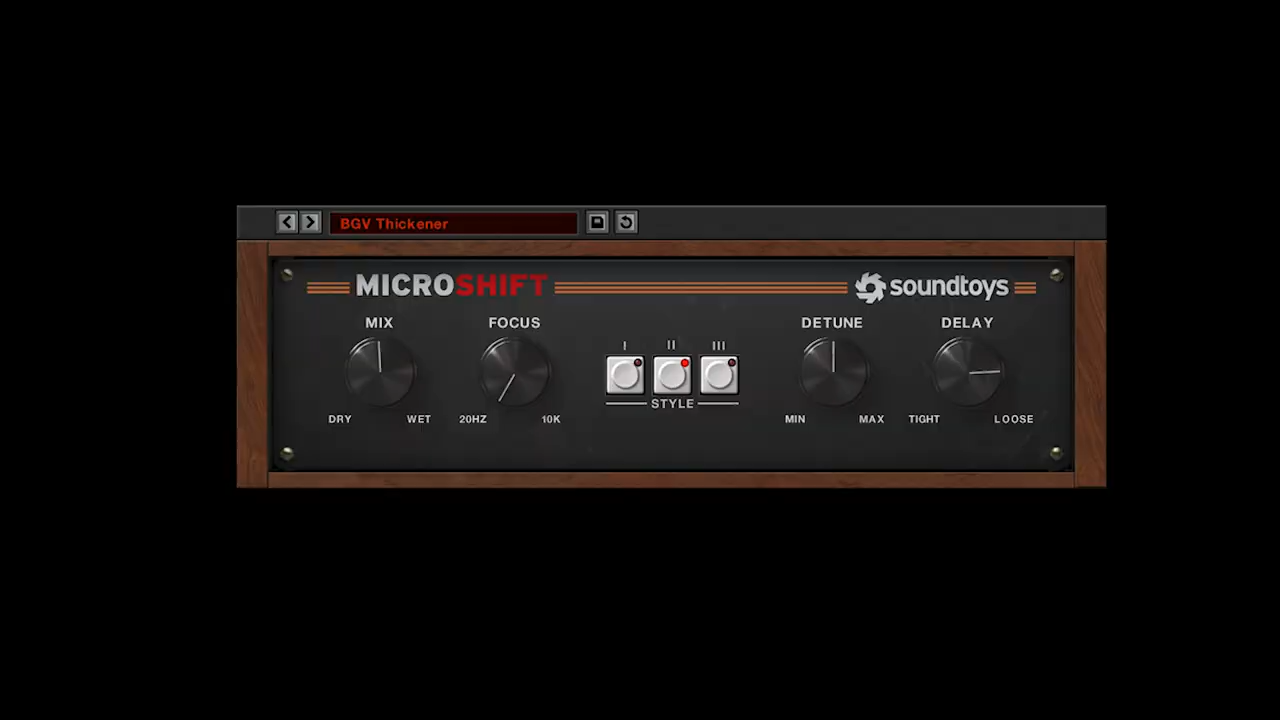 BGV Thickener
MICROSHIFT
soundtoys
MIX
FOCUS
DETUNE
DELAY
I
II
III
DRY
WET
20HZ
10K
STYLE
MIN
MAX
TIGHT
LOOSE